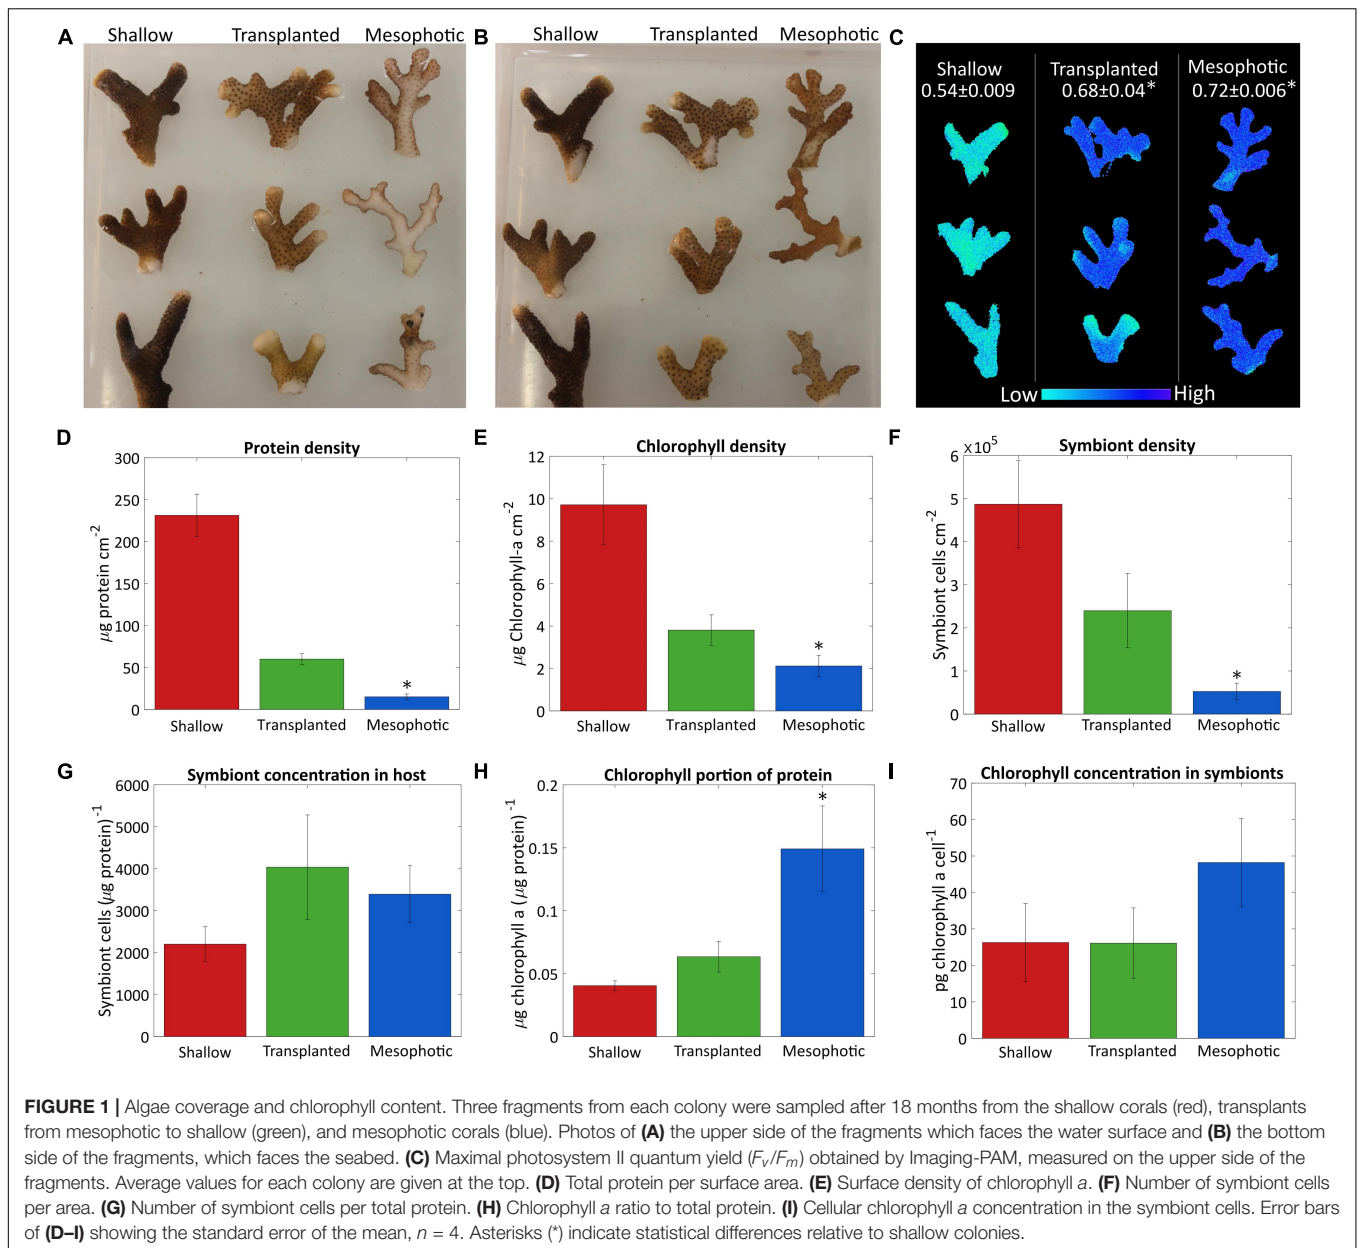 A Shallow Transplanted Mesophotic
B Shallow Transplanted Mesophotic
C
Shallow Transplanted Mesophotic
0.54±0.009 0.68±0.04* 0.72±0.006*
Low High
D
Protein density
300
250
200
150
100
50
0
µg protein cm-2
*
Shallow Transplanted Mesophotic
E
Chlorophyll density
12
10
8
6
4
2
0
µg Chlorophyll-a cm-2
*
Shallow Transplanted Mesophotic
F
Symbiont density
×10⁵
6
5
4
3
2
1
0
Symbiont cells cm-2
*
Shallow Transplanted Mesophotic
G
Symbiont concentration in host
6000
5000
4000
3000
2000
1000
0
Symbiont cells (µg protein)-1
Shallow Transplanted Mesophotic
H
Chlorophyll portion of protein
0.2
0.15
0.1
0.05
0
µg chlorophyll a (µg protein)-1
*
Shallow Transplanted Mesophotic
I
Chlorophyll concentration in symbionts
70
60
50
40
30
20
10
0
pg chlorophyll a cell-1
Shallow Transplanted Mesophotic
FIGURE 1 | Algae coverage and chlorophyll content. Three fragments from each colony were sampled after 18 months from the shallow corals (red), transplants
from mesophotic to shallow (green), and mesophotic corals (blue). Photos of (A) the upper side of the fragments which faces the water surface and (B) the bottom
side of the fragments, which faces the seabed. (C) Maximal photosystem II quantum yield (Fv/Fm) obtained by Imaging-PAM, measured on the upper side of the
fragments. Average values for each colony are given at the top. (D) Total protein per surface area. (E) Surface density of chlorophyll a. (F) Number of symbiont cells
per area. (G) Number of symbiont cells per total protein. (H) Chlorophyll a ratio to total protein. (I) Cellular chlorophyll a concentration in the symbiont cells. Error bars
of (D–I) showing the standard error of the mean, n = 4. Asterisks (*) indicate statistical differences relative to shallow colonies.